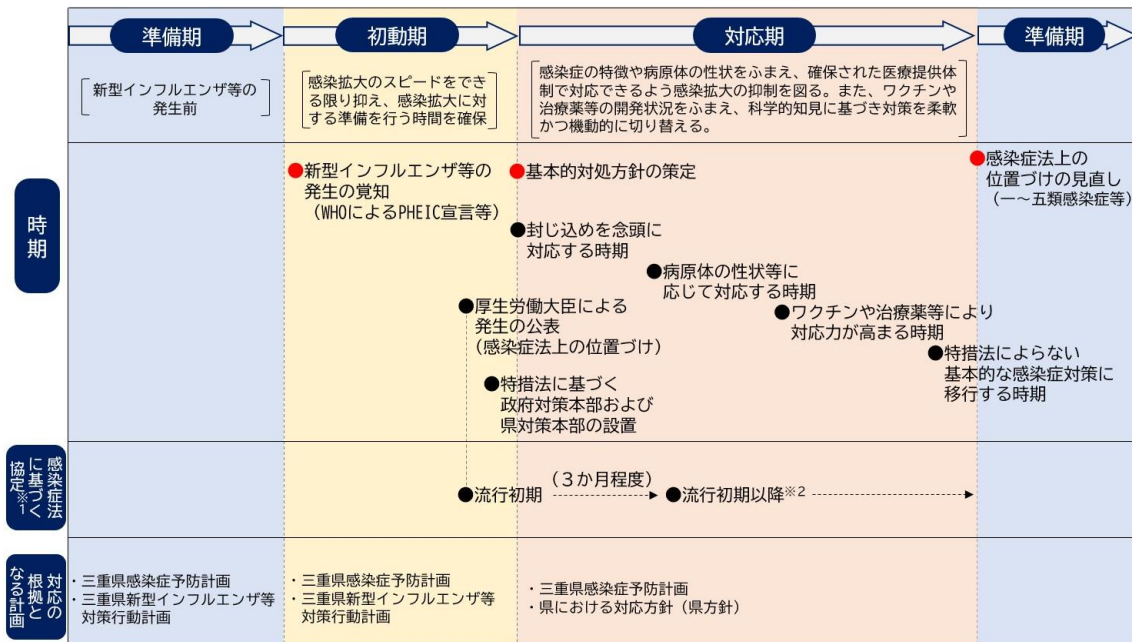 準備期
初動期
対応期
準備期
新型インフルエンザ等の
発生前
感染拡大のスピードをでき
る限り抑え、感染拡大に対
する準備を行う時間を確保
感染症の特徴や病原体の性状をふまえ、確保された医療提供体
制で対応できるよう感染拡大の抑制を図る。また、ワクチンや
治療薬等の開発状況をふまえ、科学的知見に基づき対策を柔軟
かつ機動的に切り替える。
時期
●新型インフルエンザ等の
発生の覚知
(WHOによるPHEIC宣言等)
●基本的対処方針の策定
●感染症法上の
位置づけの見直し
(一～五類感染症等)
●封じ込めを念頭に
対応する時期
●病原体の性状等に
応じて対応する時期
●厚生労働大臣による
発生の公表
(感染症法上の位置づけ)
●ワクチンや治療薬等により
対応力が高まる時期
●特措法によらない
基本的な感染症対策に
移行する時期
●特措法に基づく
政府対策本部および
県対策本部の設置
感染症法
に基づく
協定※1
●流行初期
(３か月程度)
●流行初期以降※2
対応の
根拠と
なる計画
・三重県感染症予防計画
・三重県新型インフルエンザ等
対策行動計画
・三重県感染症予防計画
・三重県新型インフルエンザ等
対策行動計画
・三重県感染症予防計画
・県における対応方針（県方針）